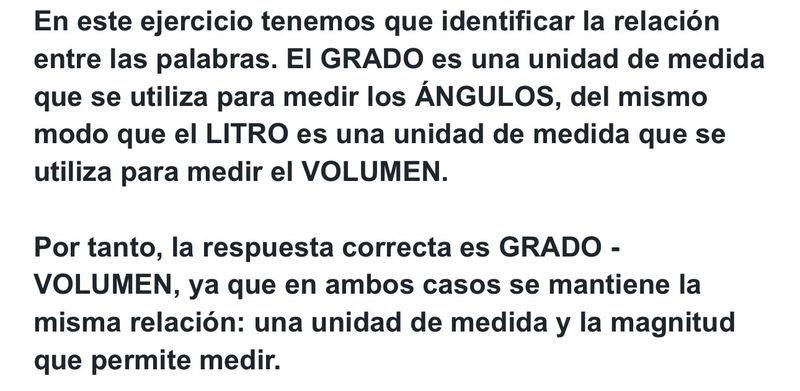 En este ejercicio tenemos que identificar la relación
entre las palabras. El GRADO es una unidad de medida
que se utiliza para medir los ÁNGULOS, del mismo
modo que el LITRO es una unidad de medida que se
utiliza para medir el VOLUMEN.
Por tanto, la respuesta correcta es GRADO -
VOLUMEN, ya que en ambos casos se mantiene la
misma relación: una unidad de medida y la magnitud
que permite medir.